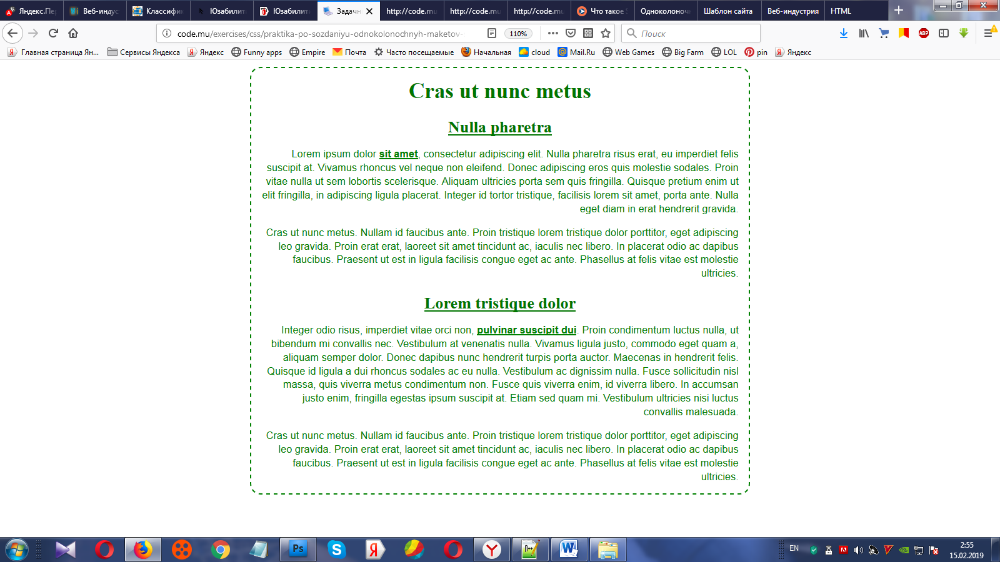 Яндекс.Пер
Веб-индус
Классифик
Юзабилит
Юзабилит
Задачн
http://code.mu
http://code.mu
http://code.mu
Что такое S
Одноколоноч
Шаблон сайта
Веб-индустрия
HTML
code.mu/exercises/css/praktika-po-sozdaniyu-odnokolonochnyh-maketov-
110%
Поиск
ABP
Главная страница Ян...
Сервисы Яндекса
Яндекс
Funny apps
Empire
Почта
Часто посещаемые
Начальная
cloud
Mail.Ru
Web Games
Big Farm
LOL
pin
Яндекс
Cras ut nunc metus
Nulla pharetra
Lorem ipsum dolor sit amet, consectetur adipiscing elit. Nulla pharetra risus erat, eu imperdiet felis
suscipit at. Vivamus rhoncus vel neque non eleifend. Donec adipiscing eros quis molestie sodales. Proin
vitae nulla ut sem lobortis scelerisque. Aliquam ultricies porta sem quis fringilla. Quisque pretium enim ut
elit fringilla, in adipiscing ligula placerat. Integer id tortor tristique, facilisis lorem sit amet, porta ante. Nulla
eget diam in erat hendrerit gravida.
Cras ut nunc metus. Nullam id faucibus ante. Proin tristique lorem tristique dolor porttitor, eget adipiscing
leo gravida. Proin erat erat, laoreet sit amet tincidunt ac, iaculis nec libero. In placerat odio ac dapibus
faucibus. Praesent ut est in ligula facilisis congue eget ac ante. Phasellus at felis vitae est molestie
ultricies.
Lorem tristique dolor
Integer odio risus, imperdiet vitae orci non, pulvinar suscipit dui. Proin condimentum luctus nulla, ut
bibendum mi convallis nec. Vestibulum at venenatis nulla. Vivamus ligula justo, commodo eget quam a,
aliquam semper dolor. Donec dapibus nunc hendrerit turpis porta auctor. Maecenas in hendrerit felis.
Quisque id ligula a dui rhoncus sodales ac eu nulla. Vestibulum ac dignissim nulla. Fusce sollicitudin nisl
massa, quis viverra metus condimentum non. Fusce quis viverra enim, id viverra libero. In accumsan
justo enim, fringilla egestas ipsum suscipit at. Etiam sed quam mi. Vestibulum ultricies nisi luctus
convallis malesuada.
Cras ut nunc metus. Nullam id faucibus ante. Proin tristique lorem tristique dolor porttitor, eget adipiscing
leo gravida. Proin erat erat, laoreet sit amet tincidunt ac, iaculis nec libero. In placerat odio ac dapibus
faucibus. Praesent ut est in ligula facilisis congue eget ac ante. Phasellus at felis vitae est molestie
ultricies.
Ps
EN
2:55
15.02.2019